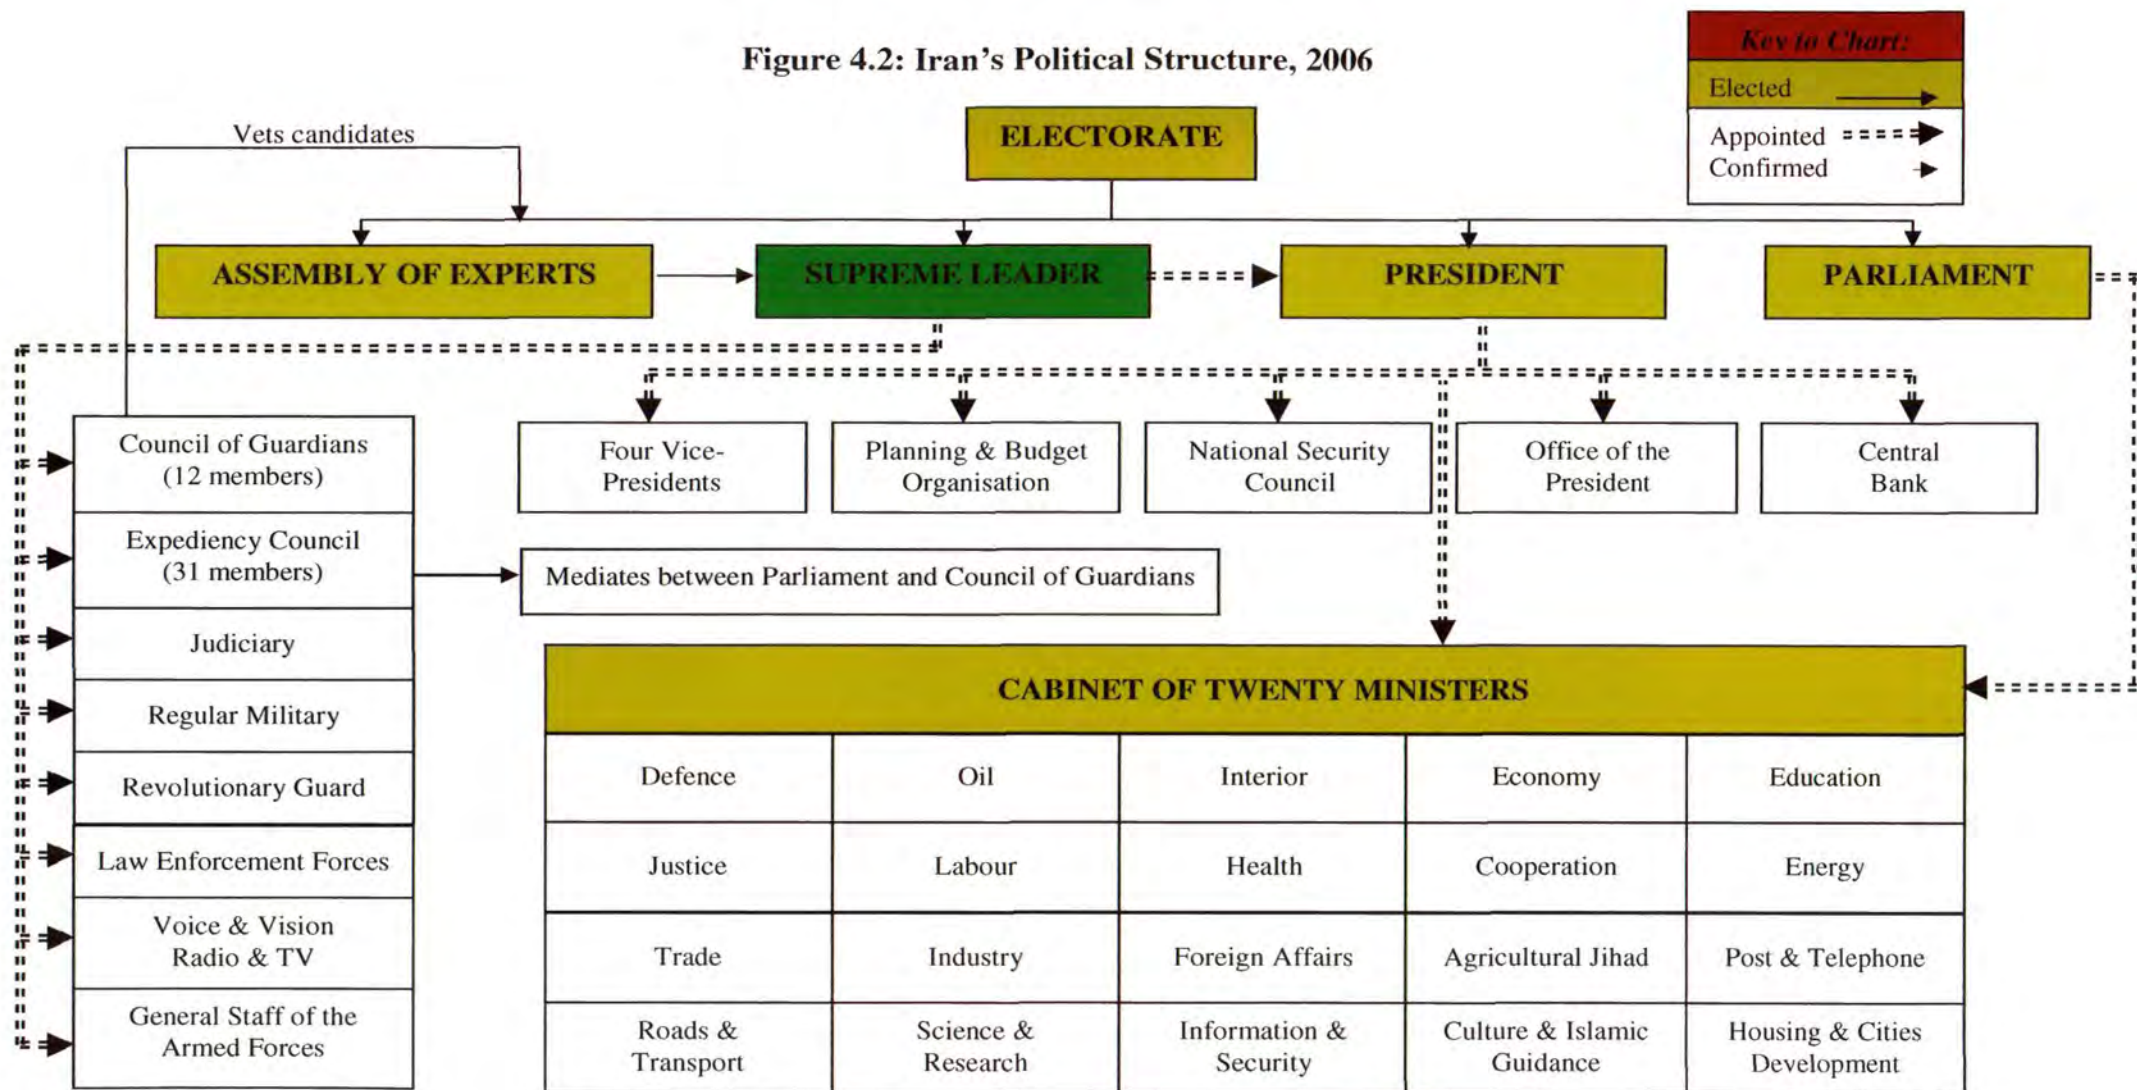 Figure 4.2: Iran's Political Structure, 2006
Key to Chart:
Elected
Appointed
Confirmed
Vets candidates
ELECTORATE
ASSEMBLY OF EXPERTS
SUPREME LEADER
PRESIDENT
PARLIAMENT
Council of Guardians
(12 members)
Expediency Council
(31 members)
Judiciary
Regular Military
Revolutionary Guard
Law Enforcement Forces
Voice & Vision
Radio & TV
General Staff of the
Armed Forces
Four Vice-
Presidents
Planning & Budget
Organisation
National Security
Council
Office of the
President
Central
Bank
Mediates between Parliament and Council of Guardians
CABINET OF TWENTY MINISTERS
Defence
Oil
Interior
Economy
Education
Justice
Labour
Health
Cooperation
Energy
Trade
Industry
Foreign Affairs
Agricultural Jihad
Post & Telephone
Roads &
Transport
Science &
Research
Information &
Security
Culture & Islamic
Guidance
Housing & Cities
Development